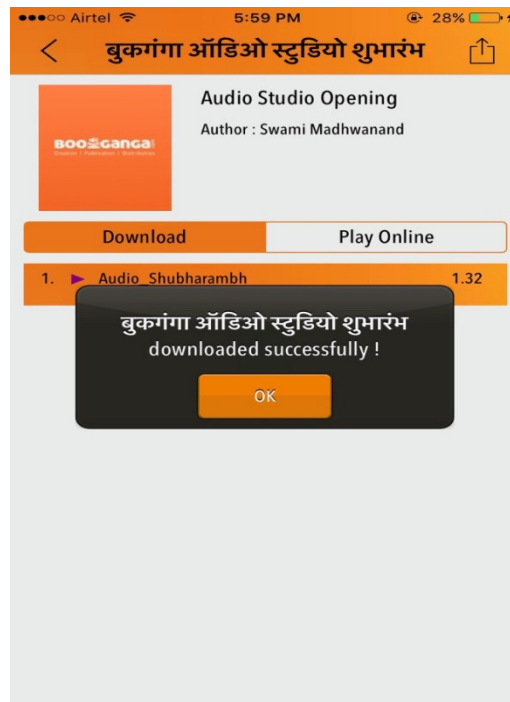 Airtel 5:59 PM 28%
बुकगंगा ऑडिओ स्टुडियो शुभारंभ
Audio Studio Opening
Author : Swami Madhwanand
BOOKGANGA
Download Play Online
1. Audio_Shubharambh 1.32
बुकगंगा ऑडिओ स्टुडियो शुभारंभ
downloaded successfully !
OK